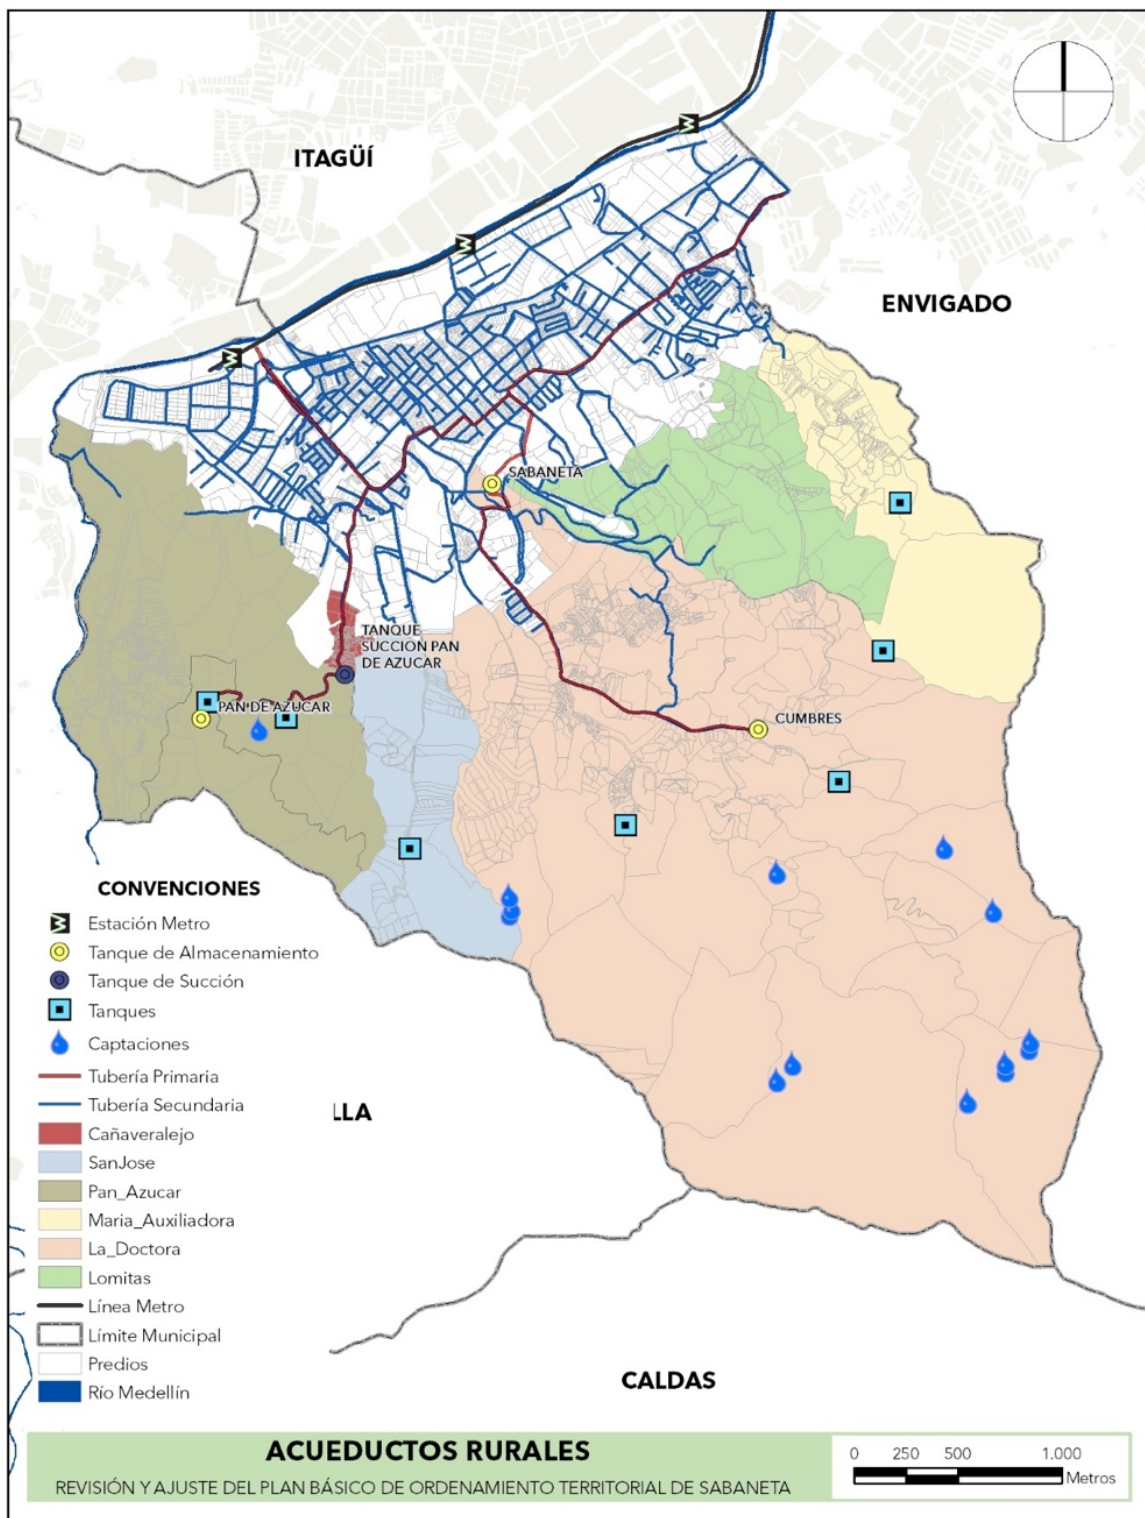 ITAGÜÍ
ENVIGADO
SABANETA
TANQUE
SUCCION PAN
DE AZUCAR
PAN DE AZUCAR
CUMBRES
CONVENCIONES
Estación Metro
Tanque de Almacenamiento
Tanque de Succión
Tanques
Captaciones
Tubería Primaria
Tubería Secundaria
LLA
Cañaveralejo
SanJose
Pan_Azucar
Maria_Auxiliadora
La_Doctora
Lomitas
Línea Metro
Límite Municipal
Predios
Río Medellín
CALDAS
ACUEDUCTOS RURALES
REVISIÓN Y AJUSTE DEL PLAN BÁSICO DE ORDENAMIENTO TERRITORIAL DE SABANETA
0 250 500 1.000
Metros